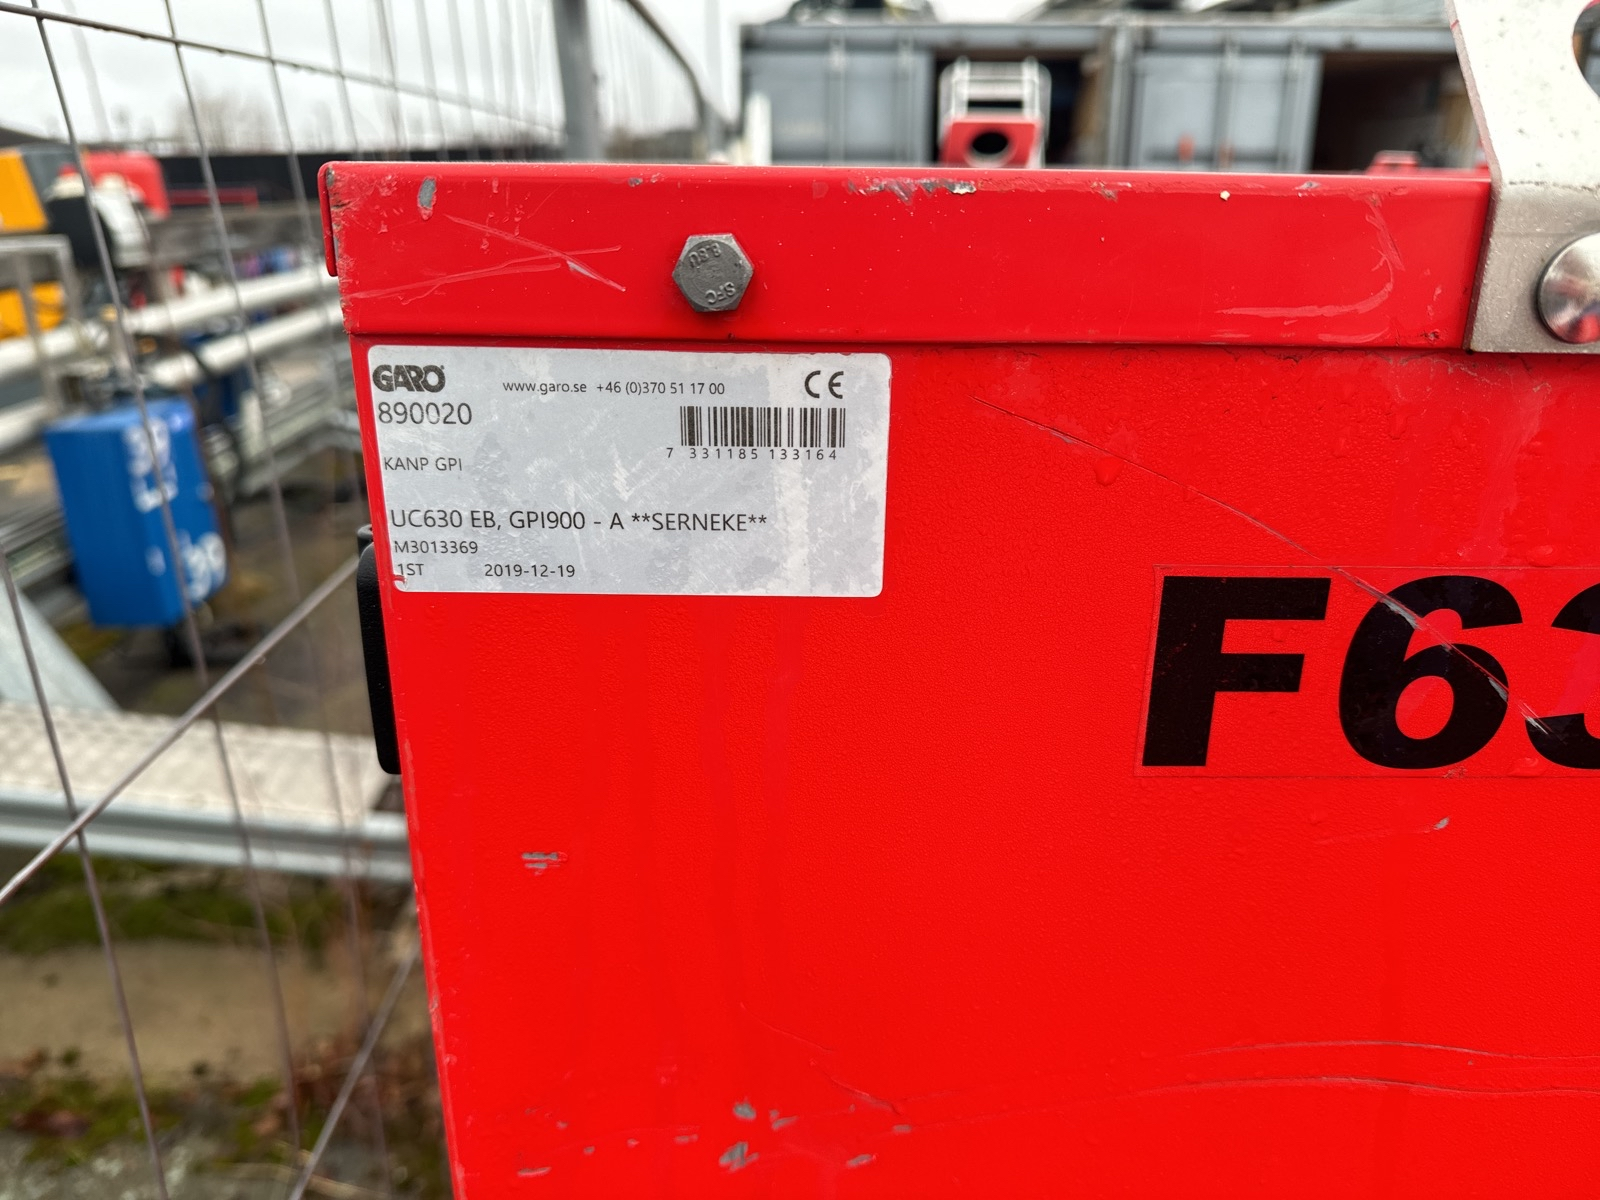 GARO
www.garo.se +46 (0)370 51 17 00
CE
890020
7 331185 133164
KANP GPI
UC630 EB, GPI900 - A **SERNEKE**
M3013369
1ST 2019-12-19
8.8U
SFC
F63
39